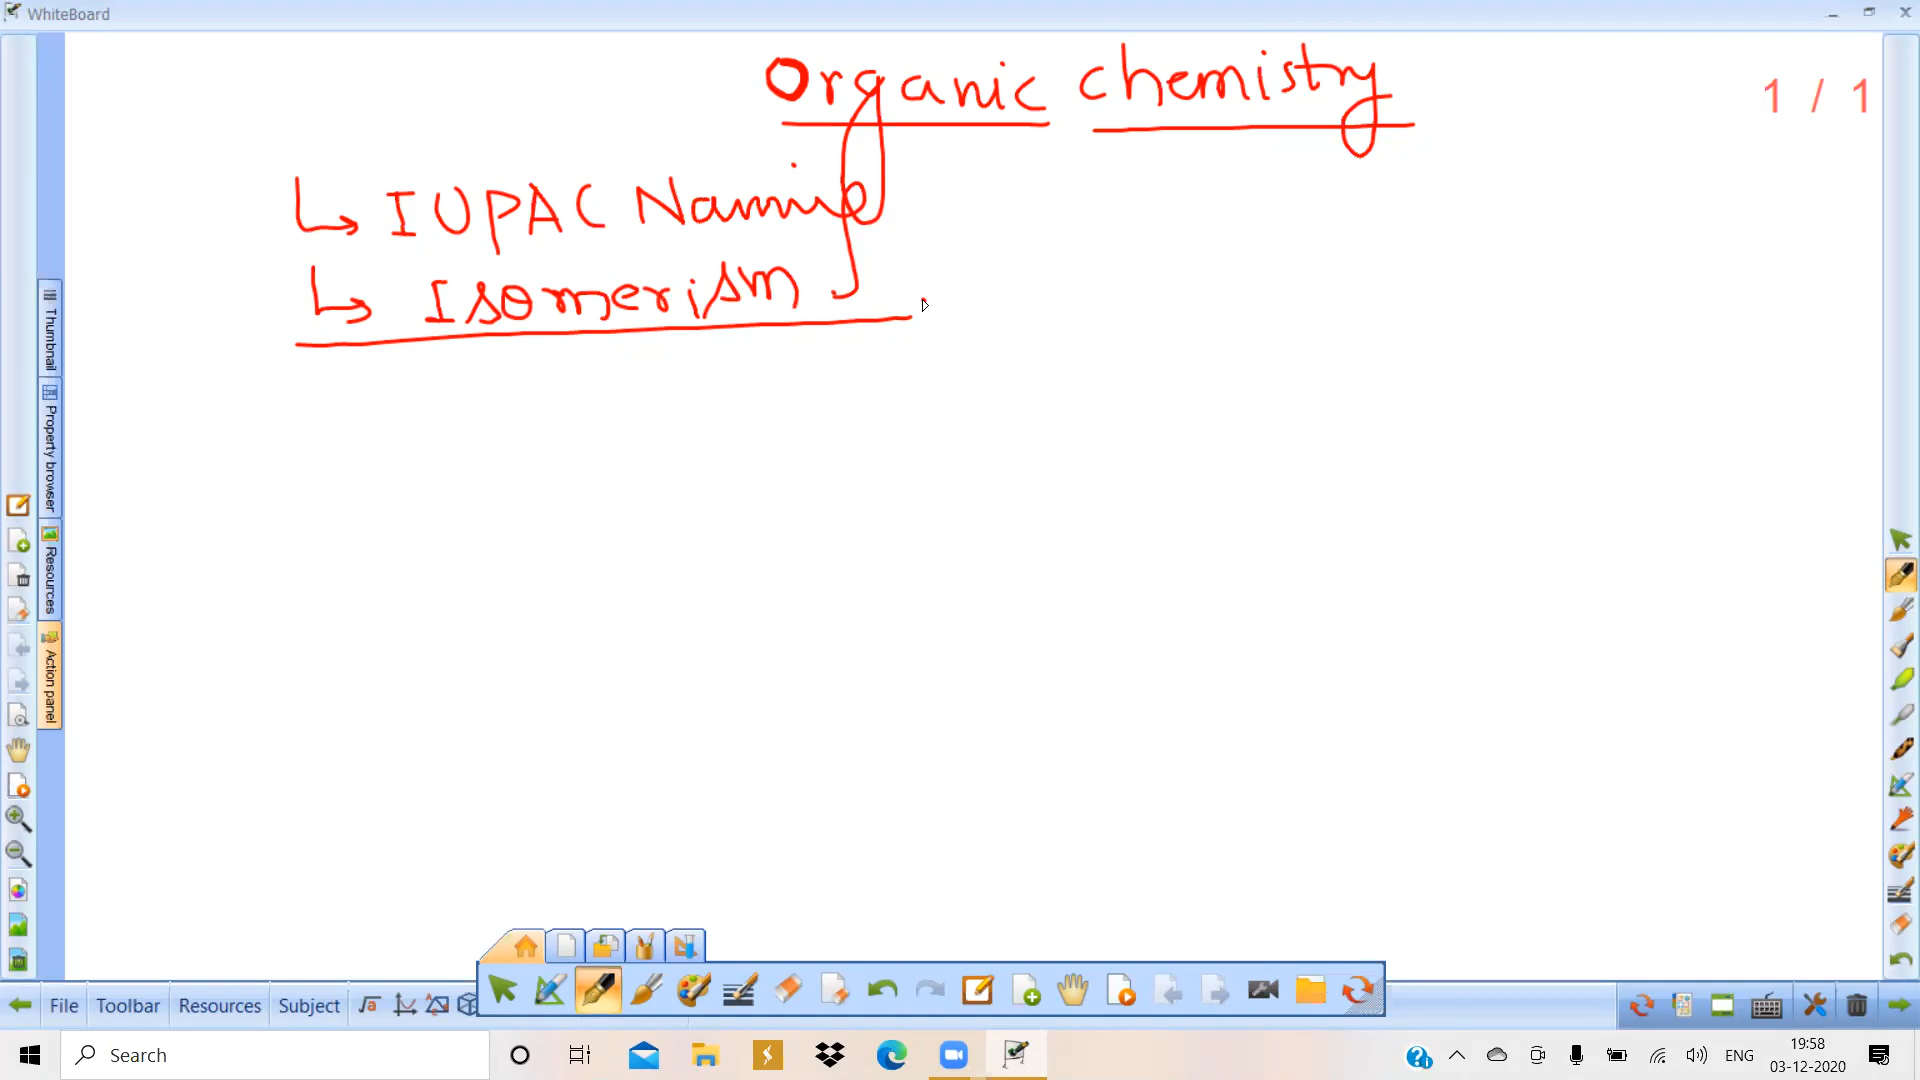 WhiteBoard
Organic chemistry
1 / 1
↳ IUPAC Naming
↳ Isomerism
Thumbnail
Property browser
Resources
Action panel
File Toolbar Resources Subject
Search
ENG
19:58
03-12-2020